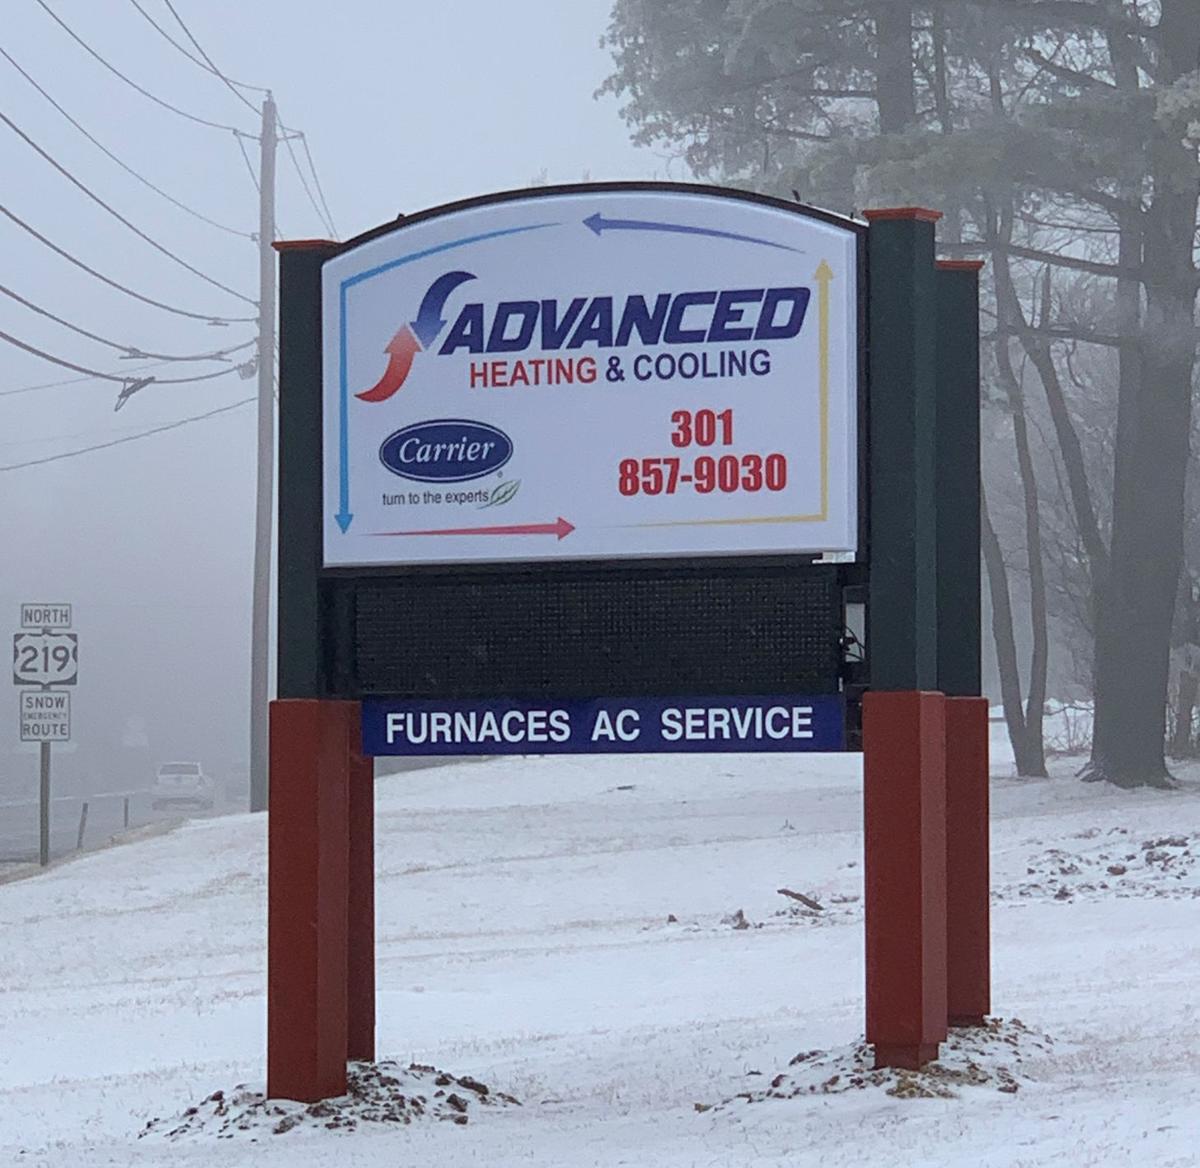 ADVANCED
HEATING & COOLING
Carrier
turn to the experts
301
857-9030
FURNACES AC SERVICE
NORTH
219
SNOW
EMERGENCY
ROUTE